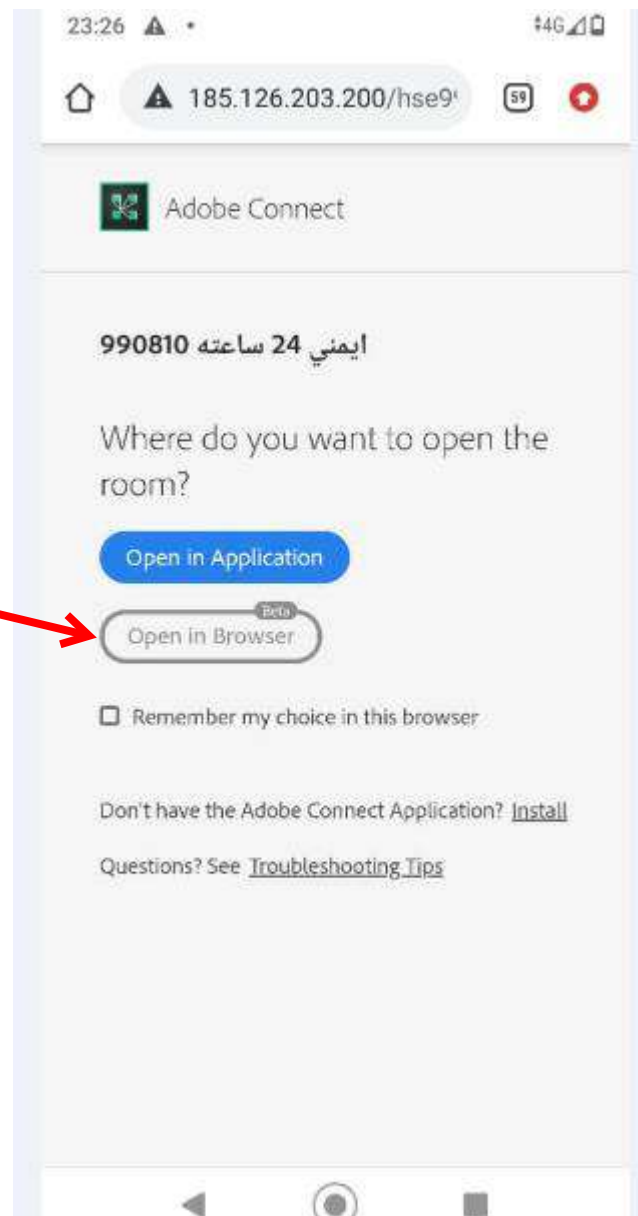 23:26
4G
185.126.203.200/hse9
59
Adobe Connect
ايمني 24 ساعته 990810
Where do you want to open the
room?
Open in Application
Beta
Open in Browser
Remember my choice in this browser
Don't have the Adobe Connect Application? Install
Questions? See Troubleshooting Tips